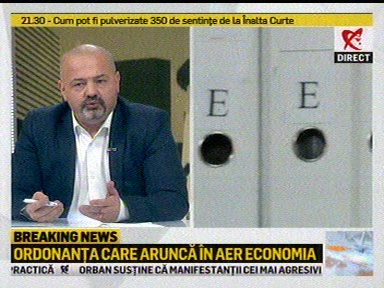 21.30 - Cum pot fi pulverizate 350 de sentințe de la Înalta Curte
DIRECT
E
E
BREAKING NEWS
ORDONANȚA CARE ARUNCĂ ÎN AER ECONOMIA
PRACTICĂ ORBAN SUSȚINE CĂ MANIFESTANȚII CEI MAI AGRESIVI